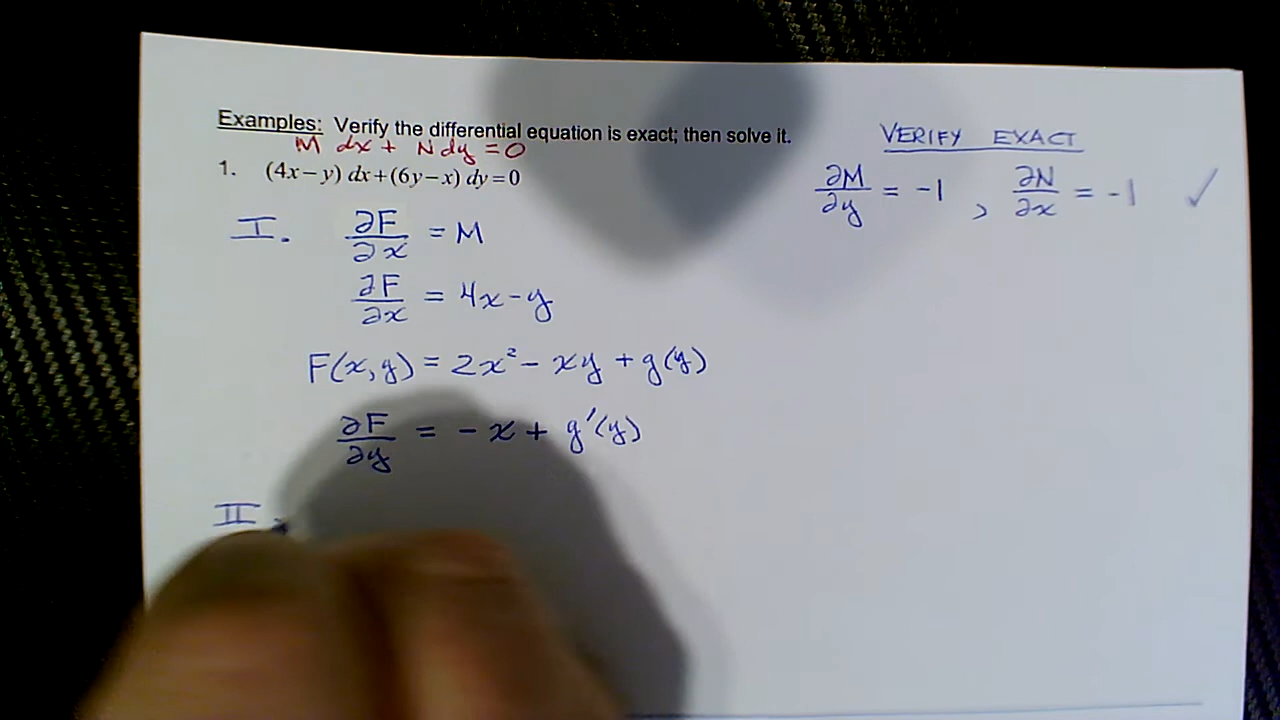 Examples: Verify the differential equation is exact; then solve it.
M dx + N dy = 0
1. (4x−y) dx+(6y−x) dy=0
VERIFY EXACT
∂M/∂y = -1 , ∂N/∂x = -1 ✓
I. ∂F/∂x = M
∂F/∂x = 4x-y
F(x,y) = 2x² - xy + g(y)
∂F/∂y = -x + g'(y)
II.